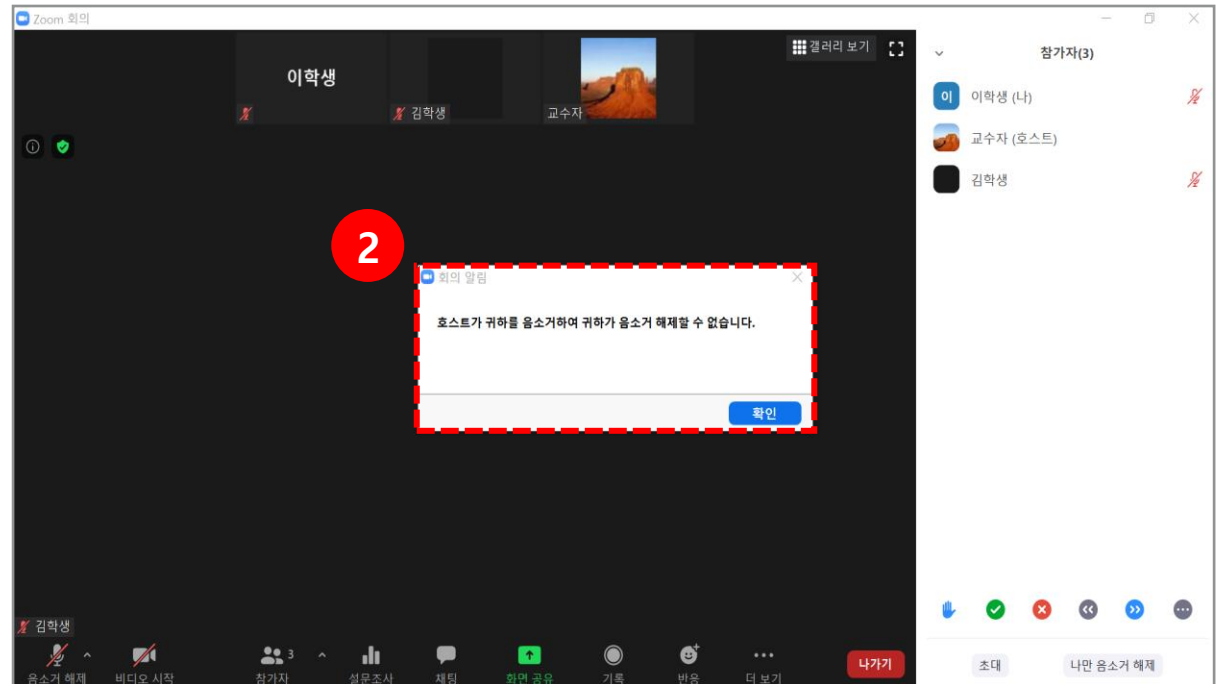 Zoom 회의
이학생
김학생
교수자
갤러리 보기
참가자(3)
이 이학생 (나)
교수자 (호스트)
김학생
2
회의 알림
호스트가 귀하를 음소거하여 귀하가 음소거 해제할 수 없습니다.
확인
김학생
음소거 해제
비디오 시작
3
참가자
설문조사
채팅
화면 공유
기록
반응
더 보기
나가기
초대
나만 음소거 해제